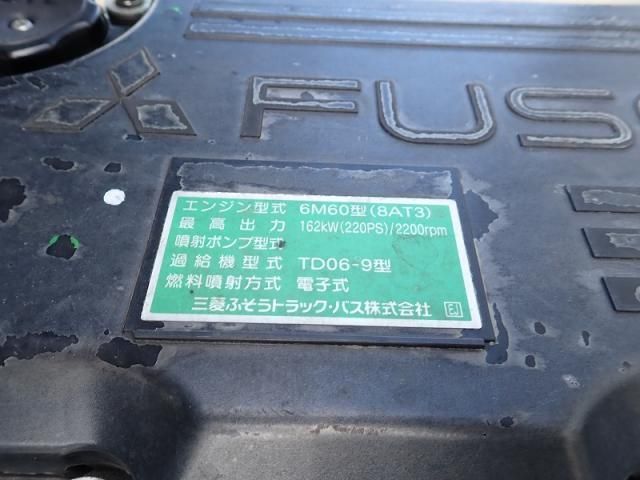 FUSO
エンジン型式 6M60型(8AT3)
最高出力 162kW(220PS)/2200rpm
噴射ポンプ型式
過給機型式 TD06-9型
燃料噴射方式 電子式
三菱ふそうトラック・バス株式会社 EJ